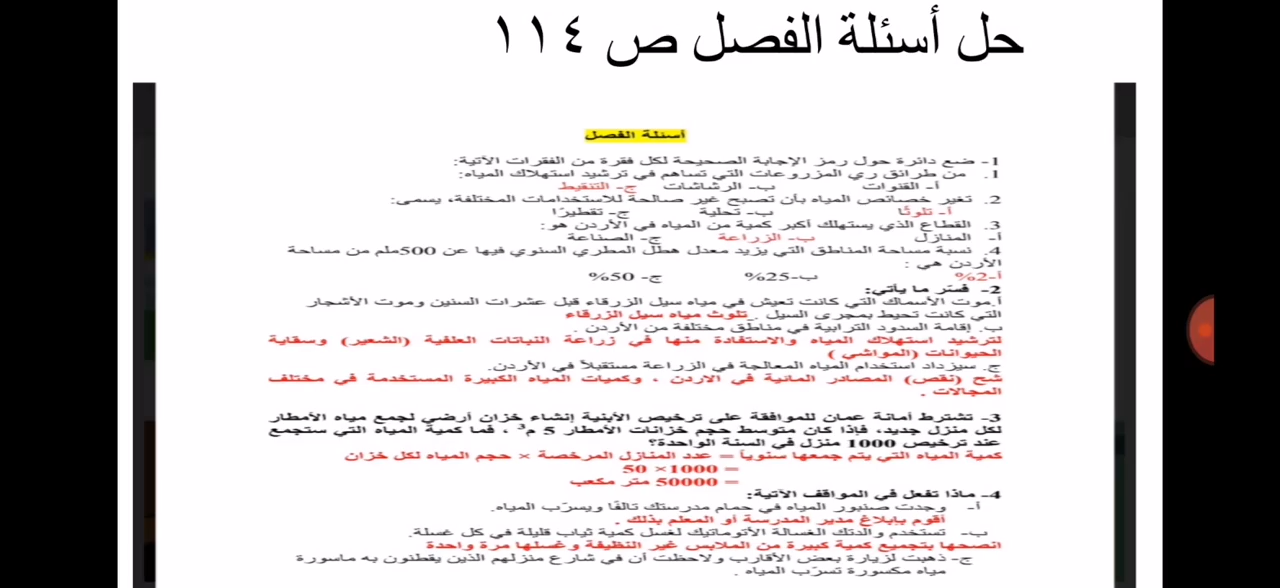 حل أسئلة الفصل ص ١١٤
أسئلة الفصل
1- ضع دائرة حول رمز الإجابة الصحيحة لكل فقرة من الفقرات الآتية:
1. من طرائق ري المزروعات التي تساهم في ترشيد استهلاك المياه:
أ- القنوات ب- الرشاشات ج- التنقيط
2. تغير خصائص المياه بأن تصبح غير صالحة للاستخدامات المختلفة، يسمى:
أ- تلوثًا ب- تحلية ج- تقطيرًا
3. القطاع الذي يستهلك أكبر كمية من المياه في الأردن هو:
أ- المنازل ب- الزراعة ج- الصناعة
4. نسبة مساحة المناطق التي يزيد معدل هطل المطري السنوي فيها عن 500ملم من مساحة
الأردن هي :
أ-2% ب-25% ج- 50%
2- فسّر ما يأتي:
أ.موت الأسماك التي كانت تعيش في مياه سيل الزرقاء قبل عشرات السنين وموت الأشجار
التي كانت تحيط بمجرى السيل . تلوث مياه سيل الزرقاء
ب. إقامة السدود الترابية في مناطق مختلفة من الأردن .
لترشيد استهلاك المياه والاستفادة منها في زراعة النباتات العلفية (الشعير) وسقاية
الحيوانات (المواشي )
ج. سيزداد استخدام المياه المعالجة في الزراعة مستقبلاً في الأردن.
شح (نقص) المصادر المائية في الاردن ، وكميات المياه الكبيرة المستخدمة في مختلف
المجالات .
3- تشترط أمانة عمان للموافقة على ترخيص الأبنية إنشاء خزان أرضي لجمع مياه الأمطار
لكل منزل جديد، فإذا كان متوسط حجم خزانات الأمطار 5 م³ ، فما كمية المياه التي ستجمع
عند ترخيص 1000 منزل في السنة الواحدة؟
كمية المياه التي يتم جمعها سنوياً = عدد المنازل المرخصة × حجم المياه لكل خزان
= 1000× 50
= 50000 متر مكعب
4- ماذا تفعل في المواقف الآتية:
أ- وجدت صنبور المياه في حمام مدرستك تالفًا ويسرّب المياه.
أقوم بإبلاغ مدير المدرسة أو المعلم بذلك .
ب- تستخدم والدتك الغسالة الأتوماتيك لغسل كمية ثياب قليلة في كل غسلة.
انصحها بتجميع كمية كبيرة من الملابس غير النظيفة وغسلها مرة واحدة
ج- ذهبت لزيارة بعض الأقارب ولاحظت أن في شارع منزلهم الذين يقطنون به ماسورة
مياه مكسورة تسرّب المياه .